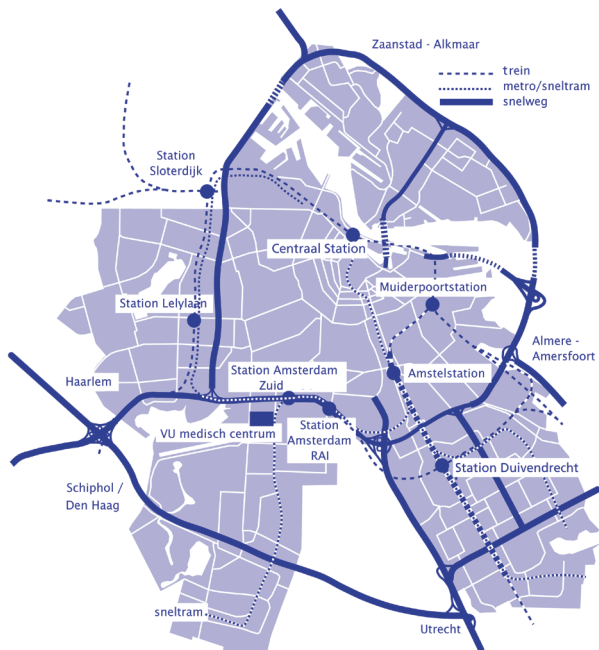 Zaanstad - Alkmaar
trein
metro/sneltram
snelweg
Station
Sloterdijk
Centraal Station
Muiderpoortstation
Station Lelylaan
Almere -
Amersfoort
Station Amsterdam
Zuid
Amstelstation
Haarlem
VU medisch centrum
Station
Amsterdam
RAI
Station Duivendrecht
Schiphol /
Den Haag
sneltram
Utrecht